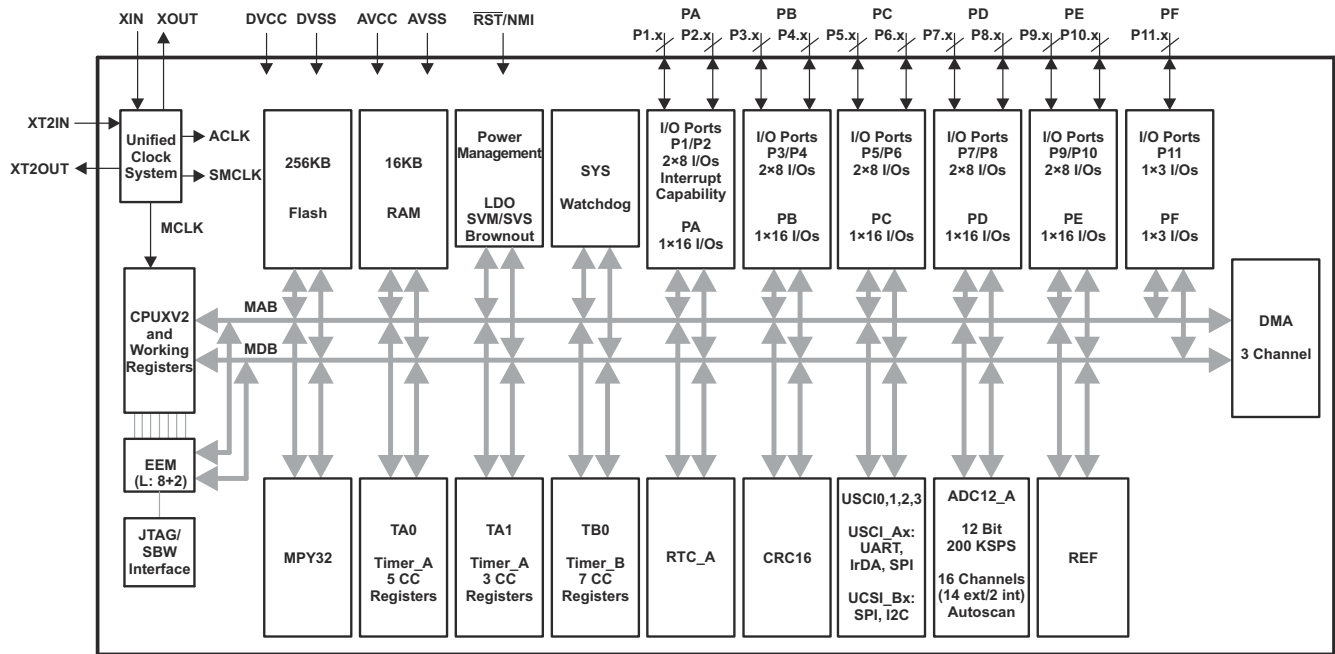 XIN XOUT DVCC DVSS AVCC AVSS RST/NMI PA PB PC PD PE PF
P1.x P2.x P3.x P4.x P5.x P6.x P7.x P8.x P9.x P10.x P11.x
XT2IN
XT2OUT
Unified
Clock
System
ACLK
SMCLK
MCLK
256KB
Flash
16KB
RAM
Power
Management
LDO
SVM/SVS
Brownout
SYS
Watchdog
I/O Ports
P1/P2
2×8 I/Os
Interrupt
Capability
PA
1×16 I/Os
I/O Ports
P3/P4
2×8 I/Os
PB
1×16 I/Os
I/O Ports
P5/P6
2×8 I/Os
PC
1×16 I/Os
I/O Ports
P7/P8
2×8 I/Os
PD
1×16 I/Os
I/O Ports
P9/P10
2×8 I/Os
PE
1×16 I/Os
I/O Ports
P11
1×3 I/Os
PF
1×3 I/Os
CPUXV2
and
Working
Registers
MAB
MDB
DMA
3 Channel
EEM
(L: 8+2)
JTAG/
SBW
Interface
MPY32
TA0
Timer_A
5 CC
Registers
TA1
Timer_A
3 CC
Registers
TB0
Timer_B
7 CC
Registers
RTC_A
CRC16
USCI0,1,2,3
USCI_Ax:
UART,
IrDA, SPI
UCSI_Bx:
SPI, I2C
ADC12_A
12 Bit
200 KSPS
16 Channels
(14 ext/2 int)
Autoscan
REF